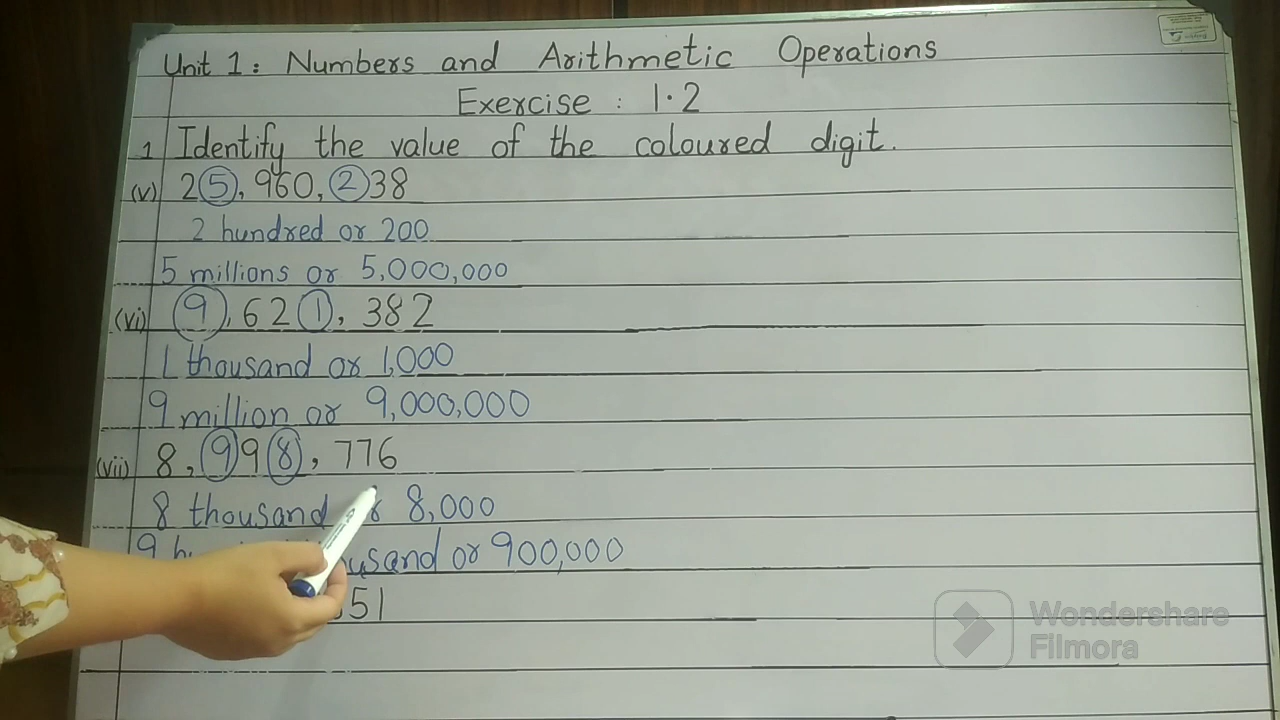 Unit 1: Numbers and Arithmetic Operations
Exercise : 1.2
1 Identify the value of the coloured digit.
(v) 25,960,238
2 hundred or 200
5 millions or 5,000,000
(vi) 9,621,382
1 thousand or 1,000
9 million or 9,000,000
(vii) 8,998,776
8 thousand 8,000
9 or 900,000
51
Wondershare
Filmora